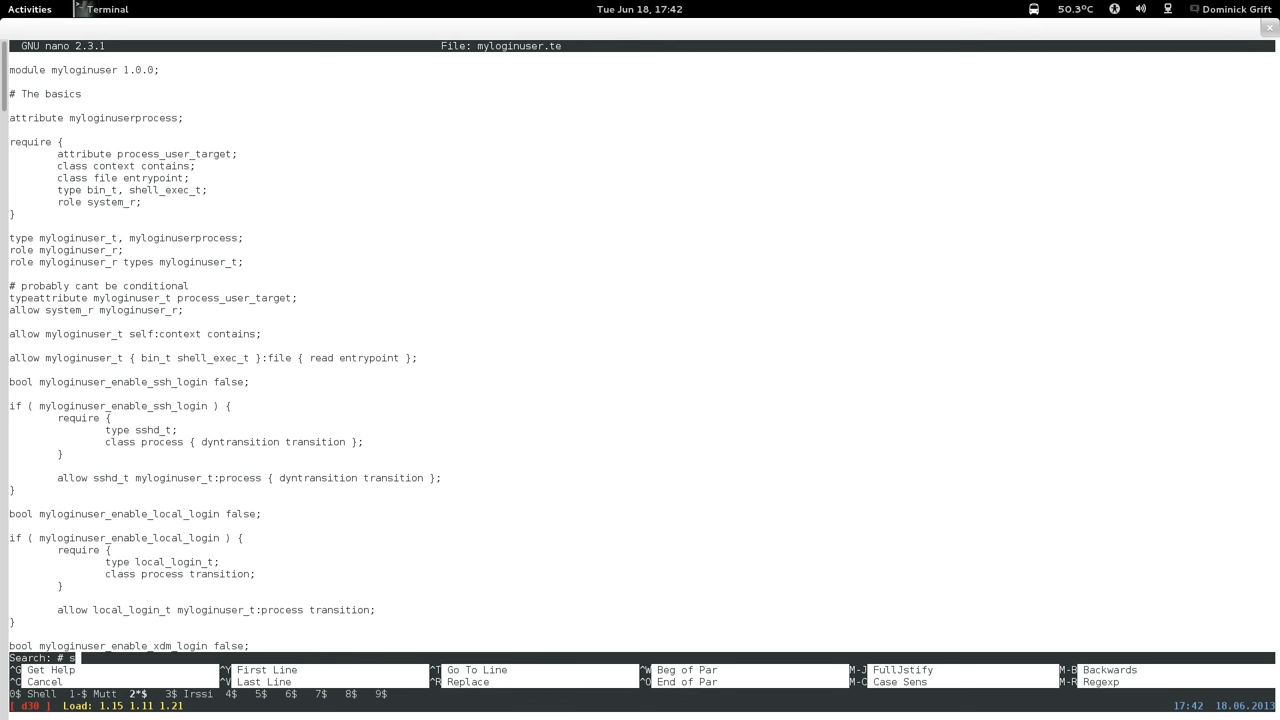 Activities Terminal Tue Jun 18, 17:42 50.3°C Dominick Grift
GNU nano 2.3.1 File: myloginuser.te
module myloginuser 1.0.0;
# The basics
attribute myloginuserprocess;
require {
attribute process_user_target;
class context contains;
class file entrypoint;
type bin_t, shell_exec_t;
role system_r;
}
type myloginuser_t, myloginuserprocess;
role myloginuser_r;
role myloginuser_r types myloginuser_t;
# probably cant be conditional
typeattribute myloginuser_t process_user_target;
allow system_r myloginuser_r;
allow myloginuser_t self:context contains;
allow myloginuser_t { bin_t shell_exec_t }:file { read entrypoint };
bool myloginuser_enable_ssh_login false;
if ( myloginuser_enable_ssh_login ) {
require {
type sshd_t;
class process { dyntransition transition };
}
allow sshd_t myloginuser_t:process { dyntransition transition };
}
bool myloginuser_enable_local_login false;
if ( myloginuser_enable_local_login ) {
require {
type local_login_t;
class process transition;
}
allow local_login_t myloginuser_t:process transition;
}
bool myloginuser_enable_xdm_login false;
Search: # s
^G Get Help ^Y First Line ^T Go To Line ^W Beg of Par M-J FullJstify M-B Backwards
^C Cancel ^V Last Line ^R Replace ^O End of Par M-C Case Sens M-R Regexp
0$ Shell 1-$ Mutt 2*$ 3$ Irssi 4$ 5$ 6$ 7$ 8$ 9$
[ d30 ] Load: 1.15 1.11 1.21 17:42 18.06.2013